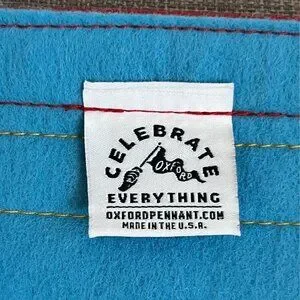 CELEBRATE
OXFORD
EVERYTHING
OXFORDPENNANT.COM
MADE IN THE U.S.A.